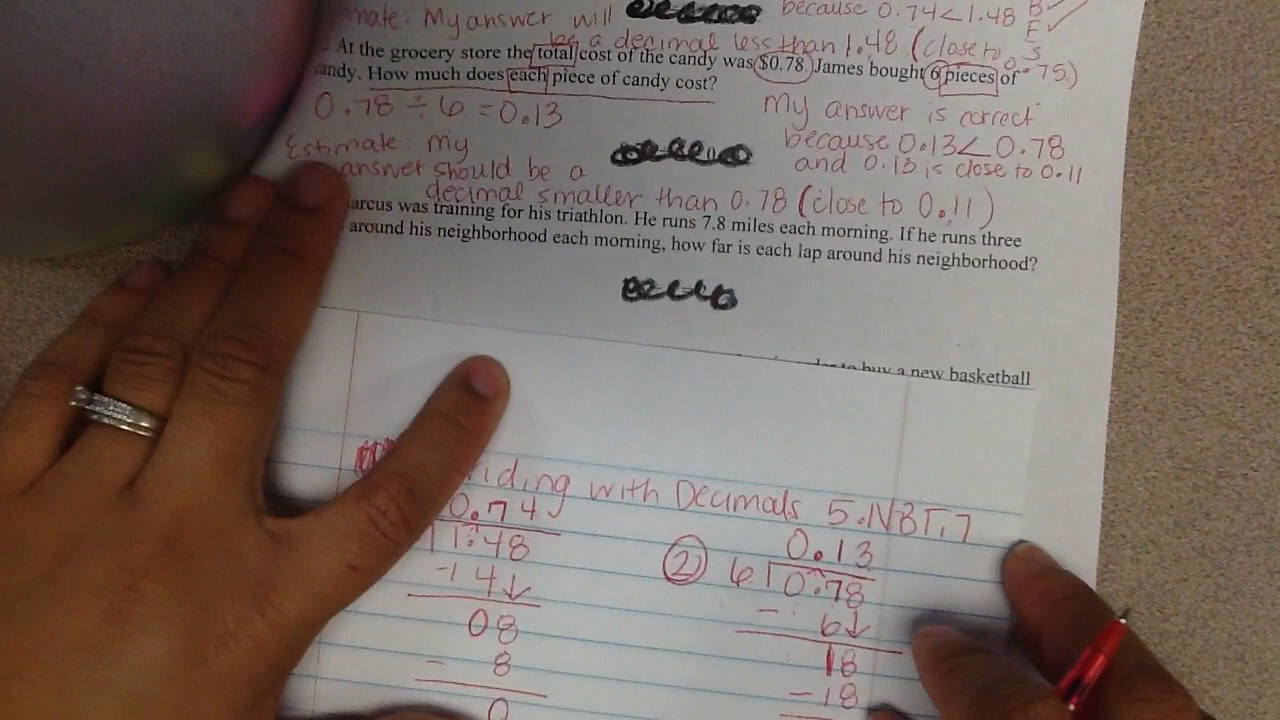 mate: My answer will because 0.74<1.48 B
be a decimal less than 1.48 (close to 0.75) E S
At the grocery store the total cost of the candy was $0.78. James bought 6 pieces of
candy. How much does each piece of candy cost?
0.78 ÷ 6 = 0.13
My answer is correct
because 0.13<0.78
and 0.13 is close to 0.11
Estimate: my
answer should be a
decimal smaller than 0.78 (close to 0.11)
arcus was training for his triathlon. He runs 7.8 miles each morning. If he runs three
around his neighborhood each morning, how far is each lap around his neighborhood?
to buy a new basketball
iding with Decimals 5.NBT.7
0.74
1.48
-14↓
08
- 8
0
② 0.13
6 0.78
- 6↓
18
-18